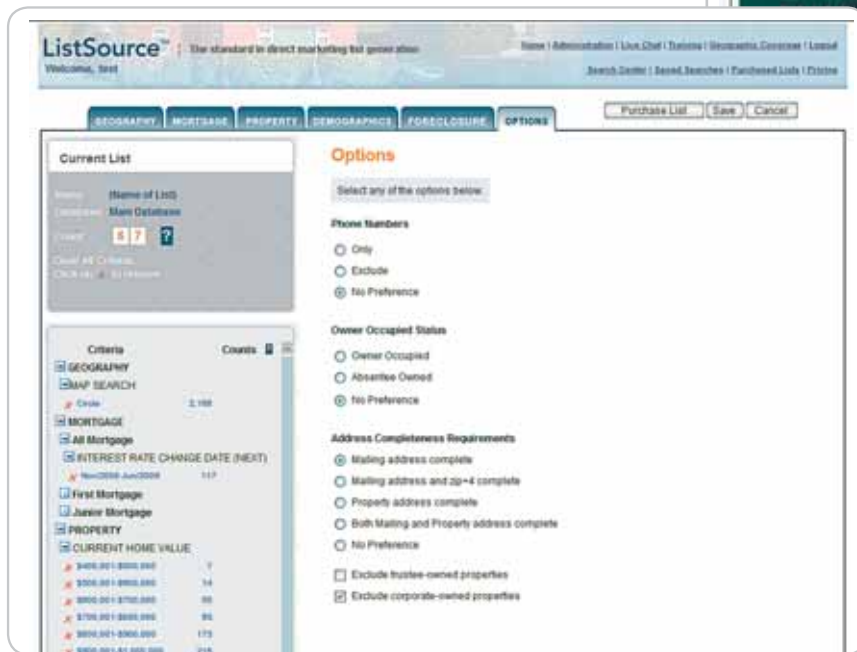 ListSource™ | The standard in direct marketing list generation
Welcome, test
Home | Administration | Live Chat | Training | Geographic Coverage | Logout
Search Center | Saved Searches | Purchased Lists | Pricing
GEOGRAPHY MORTGAGE PROPERTY DEMOGRAPHICS FORECLOSURE OPTIONS
Purchase List Save Cancel
Current List
(Name of List)
Main Database
6 7 ?
Clear All Criteria
Options
Select any of the options below.
Phone Numbers
Only
Exclude
No Preference
Owner Occupied Status
Owner Occupied
Absentee Owned
No Preference
Address Completeness Requirements
Mailing address complete
Mailing address and zip+4 complete
Property address complete
Both Mailing and Property address complete
No Preference
Exclude trustee-owned properties
Exclude corporate-owned properties
Criteria Counts
GEOGRAPHY
MAP SEARCH
x Circle
MORTGAGE
All Mortgage
INTEREST RATE CHANGE DATE (NEXT)
x 117
First Mortgage
Junior Mortgage
PROPERTY
CURRENT HOME VALUE
x 7
x 14
x
x
x 173
x